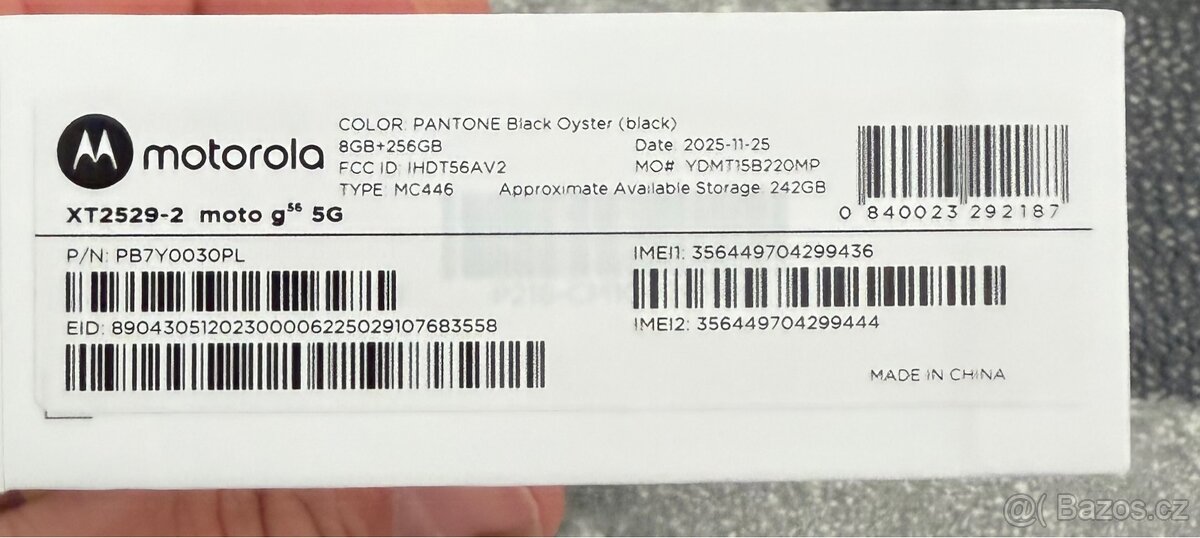 motorola
COLOR: PANTONE Black Oyster (black)
8GB+256GB Date: 2025-11-25
FCC ID: IHDT56AV2 MO# YDMT15B220MP
TYPE: MC446 Approximate Available Storage: 242GB
XT2529-2 moto g56 5G
0 840023 292187
P/N: PB7Y0030PL
IMEI1: 356449704299436
EID: 89043051202300006225029107683558
IMEI2: 356449704299444
MADE IN CHINA
@( Bazos.cz